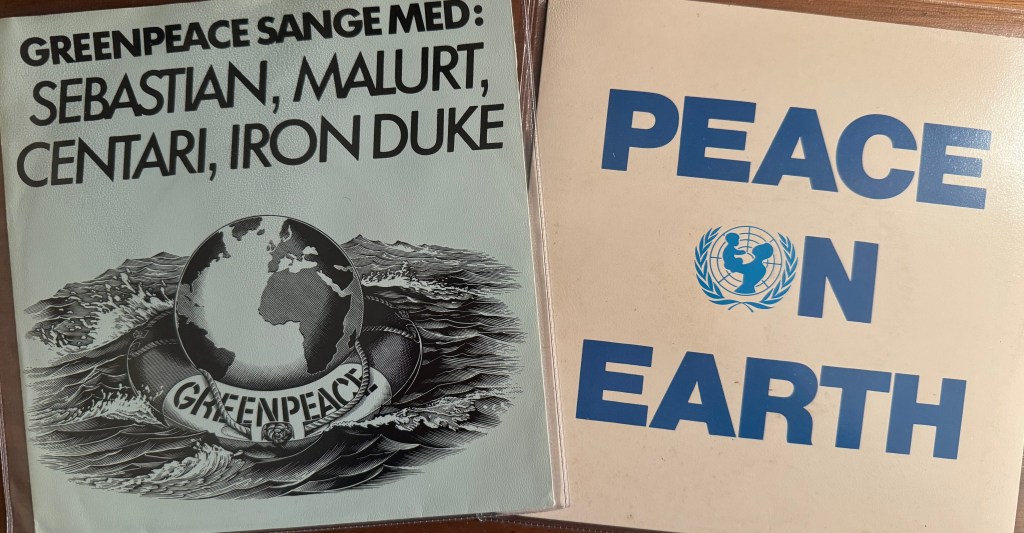 GREENPEACE SANGE MED:
SEBASTIAN, MALURT,
CENTARI, IRON DUKE
GREENPEACE
PEACE
ON
EARTH